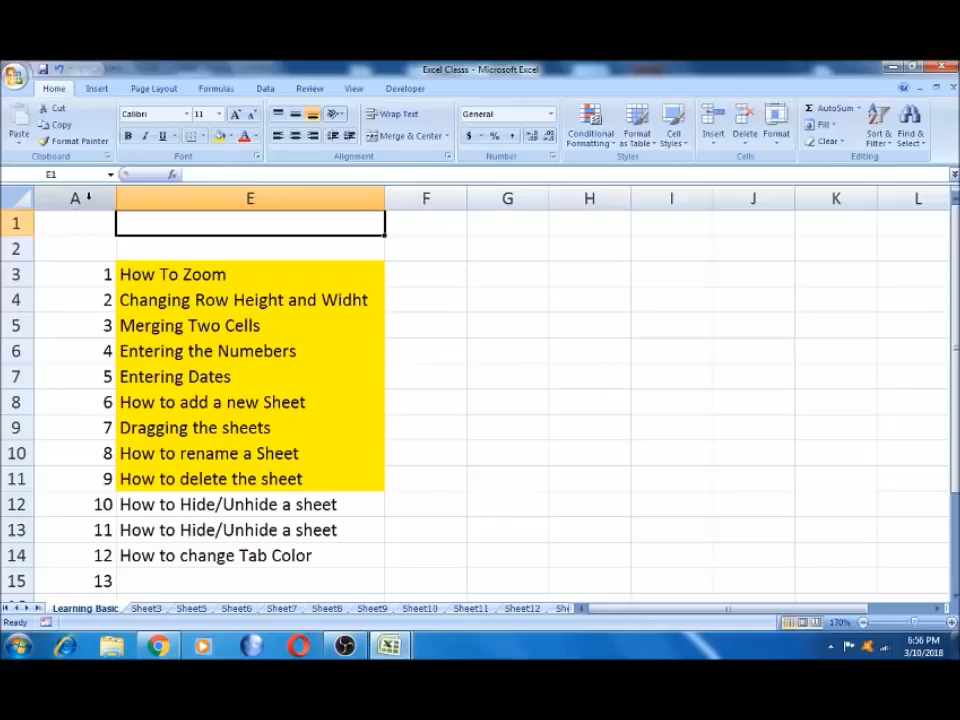 Excel Classs - Microsoft Excel
Home Insert Page Layout Formulas Data Review View Developer
Paste
Cut
Copy
Format Painter
Clipboard
Calibri 11
B I U
Font
Wrap Text
Merge & Center
Alignment
General
$ % ,
Number
Conditional Formatting
Format as Table
Cell Styles
Styles
Insert Delete Format
Cells
Σ AutoSum
Fill
Clear
Sort & Filter
Find & Select
Editing
E1 fx
A E F G H I J K L
1
2
3 1 How To Zoom
4 2 Changing Row Height and Widht
5 3 Merging Two Cells
6 4 Entering the Numebers
7 5 Entering Dates
8 6 How to add a new Sheet
9 7 Dragging the sheets
10 8 How to rename a Sheet
11 9 How to delete the sheet
12 10 How to Hide/Unhide a sheet
13 11 How to Hide/Unhide a sheet
14 12 How to change Tab Color
15 13
Learning Basic Sheet3 Sheet5 Sheet6 Sheet7 Sheet8 Sheet9 Sheet10 Sheet11 Sheet12
Ready 170%
6:56 PM
3/10/2018